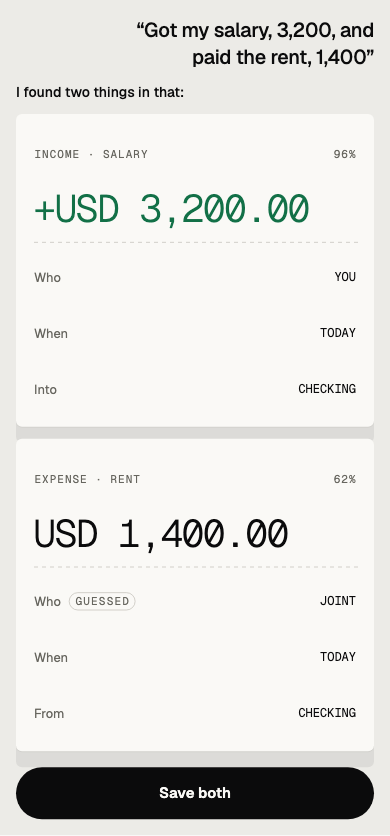 “Got my salary, 3,200, and
paid the rent, 1,400”
I found two things in that:
INCOME · SALARY 96%
+USD 3,200.00
Who YOU
When TODAY
Into CHECKING
EXPENSE · RENT 62%
USD 1,400.00
Who GUESSED JOINT
When TODAY
From CHECKING
Save both